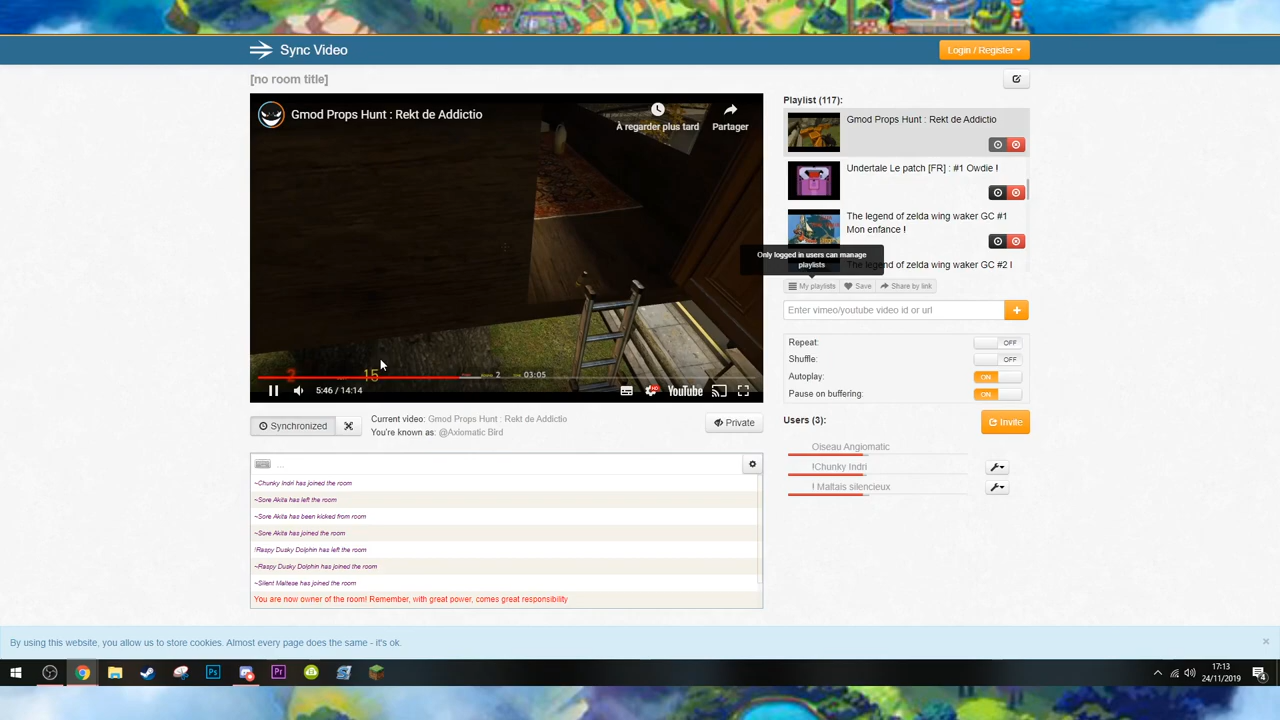 Sync Video
Login / Register
[no room title]
Gmod Props Hunt : Rekt de Addictio
À regarder plus tard
Partager
2
15
2
03:05
5:46 / 14:14
HD
YouTube
Playlist (117):
Gmod Props Hunt : Rekt de Addictio
Undertale Le patch [FR] : #1 Owdie !
The legend of zelda wing waker GC #1
Mon enfance !
The legend of zelda wing waker GC #2 I
Only logged in users can manage
playlists
My playlists
Save
Share by link
Enter vimeo/youtube video id or url
+
Repeat:
OFF
Shuffle:
OFF
Autoplay:
ON
Pause on buffering:
ON
Synchronized
Current video: Gmod Props Hunt : Rekt de Addictio
You're known as: @Axiomatic Bird
Private
Users (3):
Invite
Oiseau Angiomatic
!Chunky Indri
! Maltais silencieux
...
~Chunky Indri has joined the room
~Sore Akita has left the room
~Sore Akita has been kicked from room
~Sore Akita has joined the room
!Raspy Dusky Dolphin has left the room
~Raspy Dusky Dolphin has joined the room
~Silent Maltese has joined the room
You are now owner of the room! Remember, with great power, comes great responsibility
By using this website, you allow us to store cookies. Almost every page does the same - it's ok.
×
Ps
Pr
17:13
24/11/2019
4